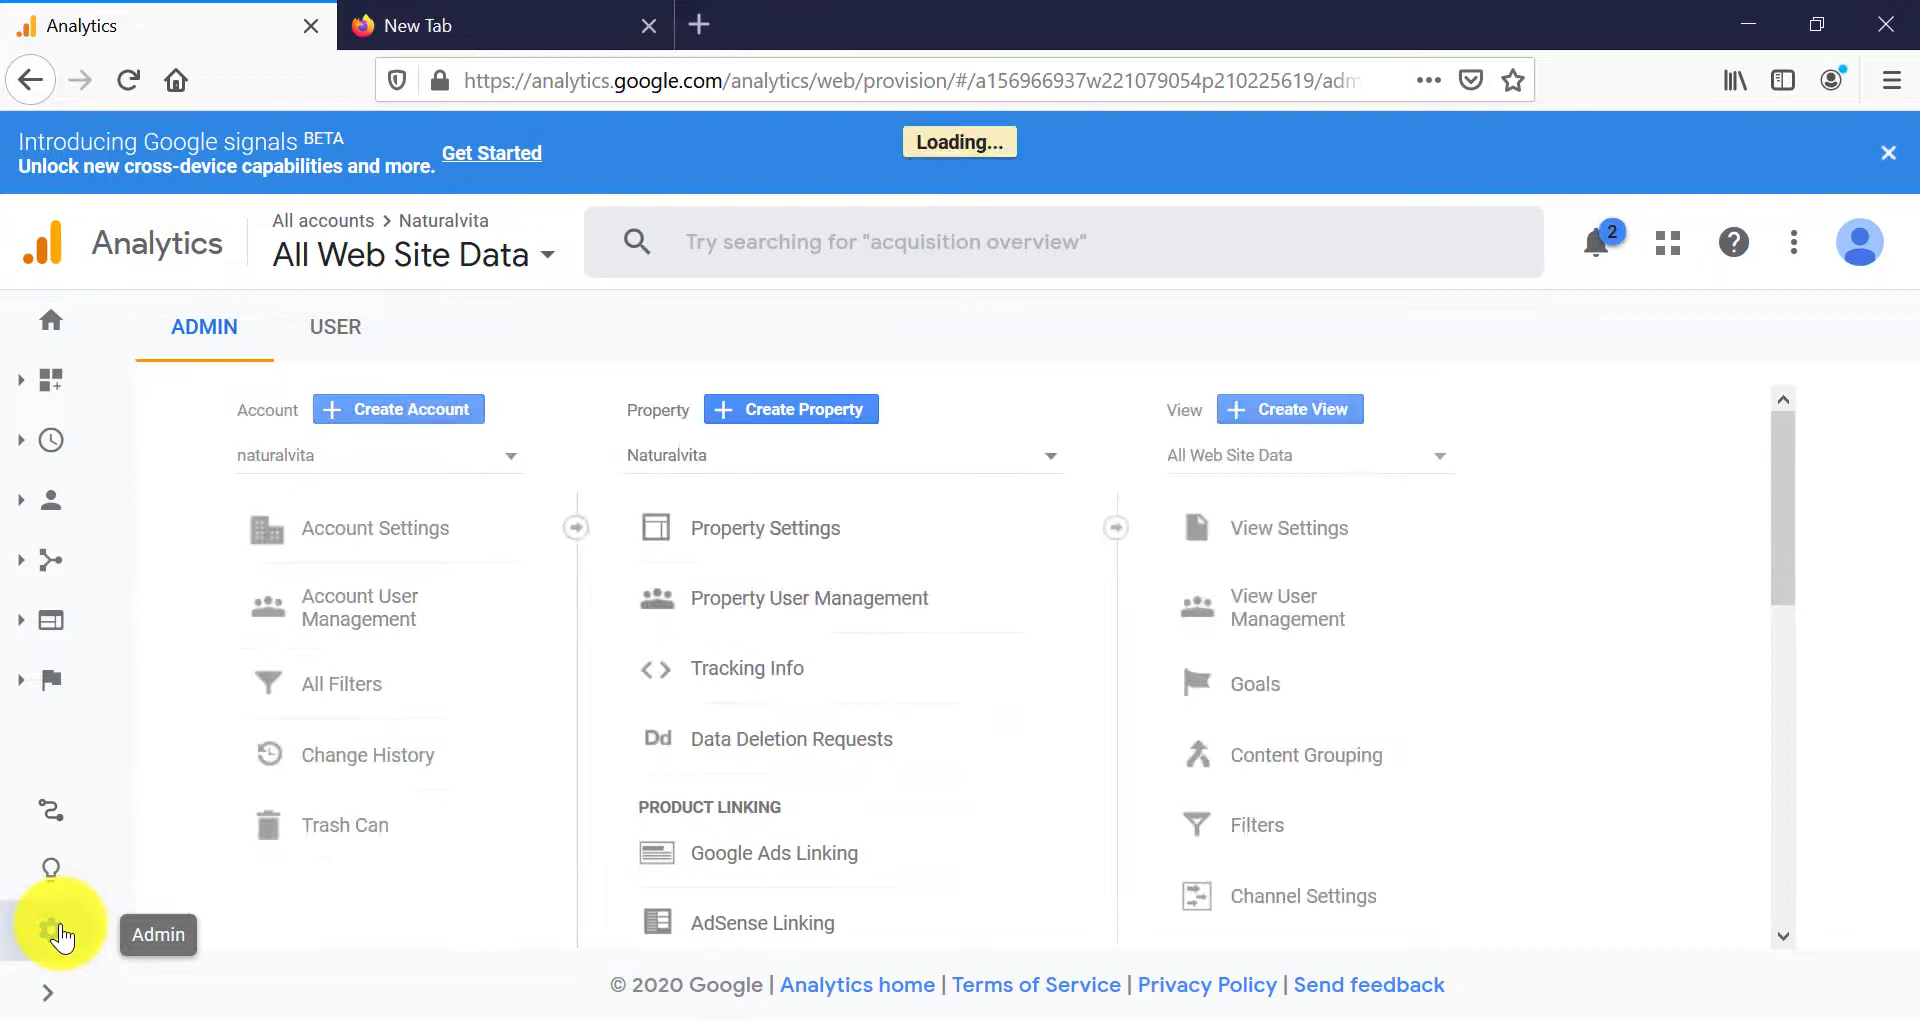 Analytics
New Tab
https://analytics.google.com/analytics/web/provision/#/a156966937w221079054p210225619/adm
Introducing Google signals BETA
Unlock new cross-device capabilities and more.
Get Started
Loading...
Analytics
All accounts > Naturalvita
All Web Site Data
Try searching for "acquisition overview"
2
ADMIN
USER
Account
+ Create Account
Property
+ Create Property
View
+ Create View
naturalvita
Naturalvita
All Web Site Data
Account Settings
Property Settings
View Settings
Account User
Management
Property User Management
View User
Management
Tracking Info
All Filters
Goals
Dd Data Deletion Requests
Change History
Content Grouping
PRODUCT LINKING
Trash Can
Filters
Google Ads Linking
Channel Settings
AdSense Linking
Admin
© 2020 Google | Analytics home | Terms of Service | Privacy Policy | Send feedback